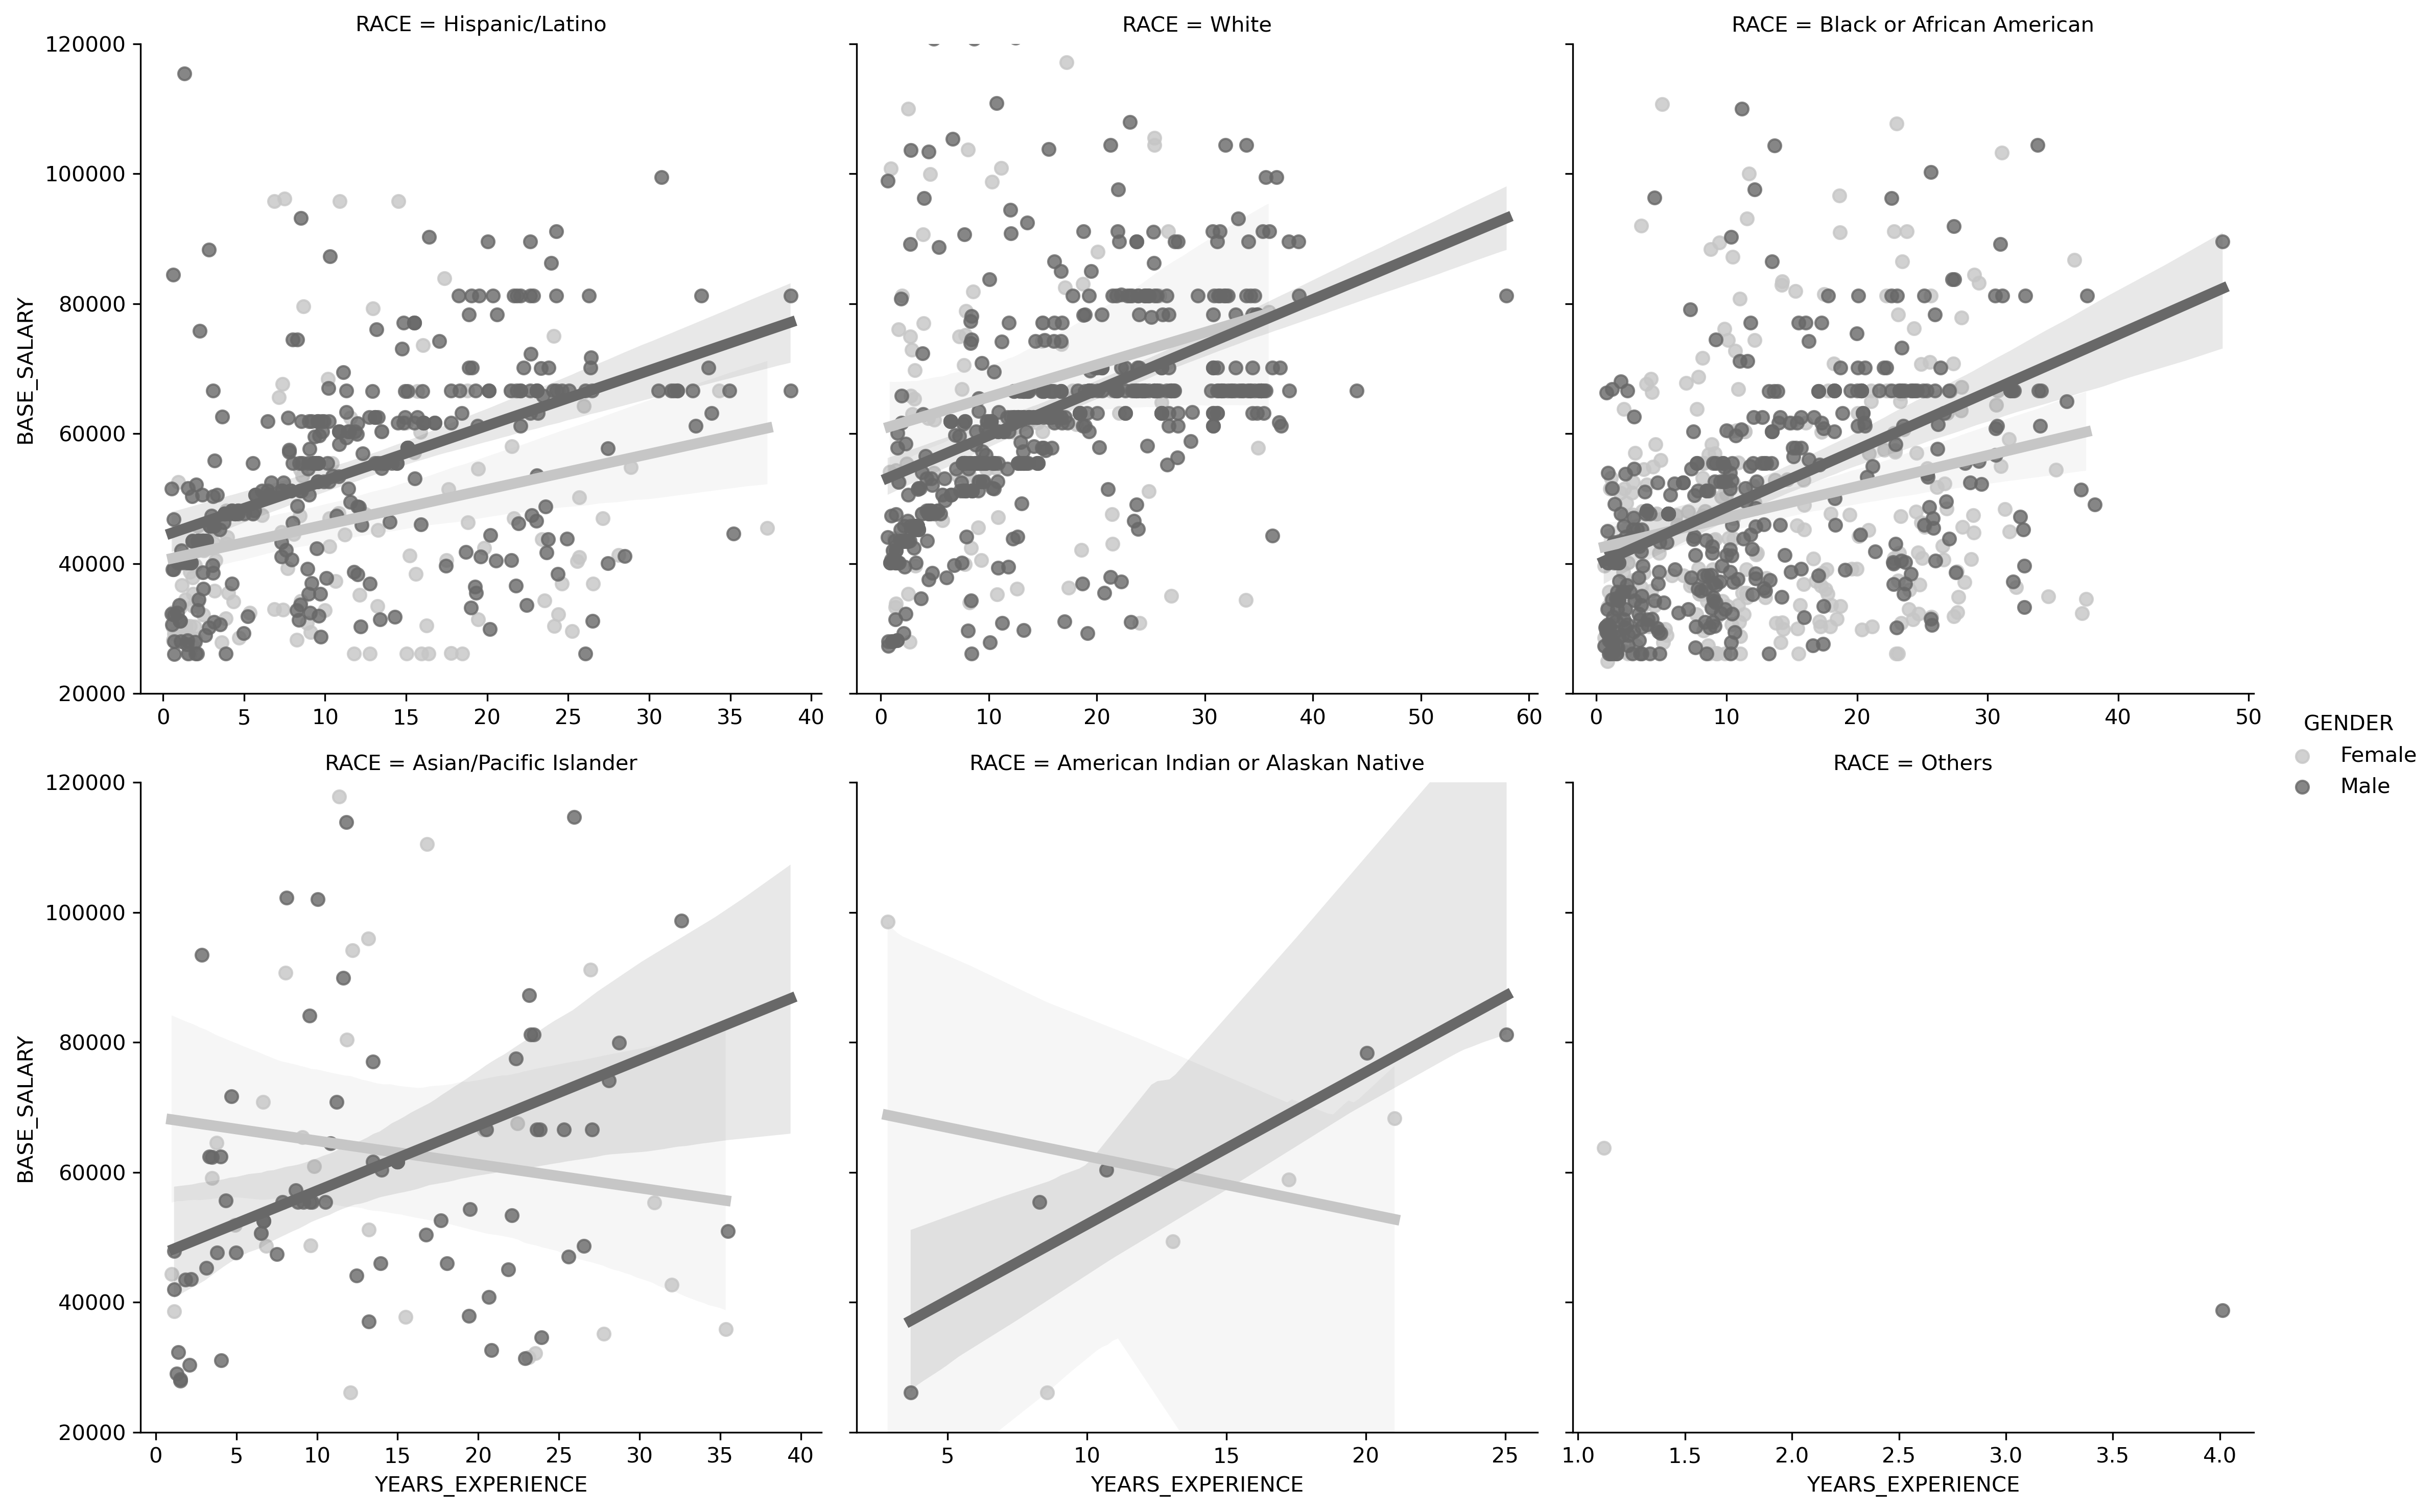 RACE = Hispanic/Latino
RACE = White
RACE = Black or African American
120000
100000
80000
60000
40000
20000
BASE_SALARY
0 5 10 15 20 25 30 35 40
0 10 20 30 40 50 60
0 10 20 30 40 50
GENDER
Female
Male
RACE = Asian/Pacific Islander
RACE = American Indian or Alaskan Native
RACE = Others
120000
100000
80000
60000
40000
20000
BASE_SALARY
0 5 10 15 20 25 30 35 40
5 10 15 20 25
1.0 1.5 2.0 2.5 3.0 3.5 4.0
YEARS_EXPERIENCE
YEARS_EXPERIENCE
YEARS_EXPERIENCE